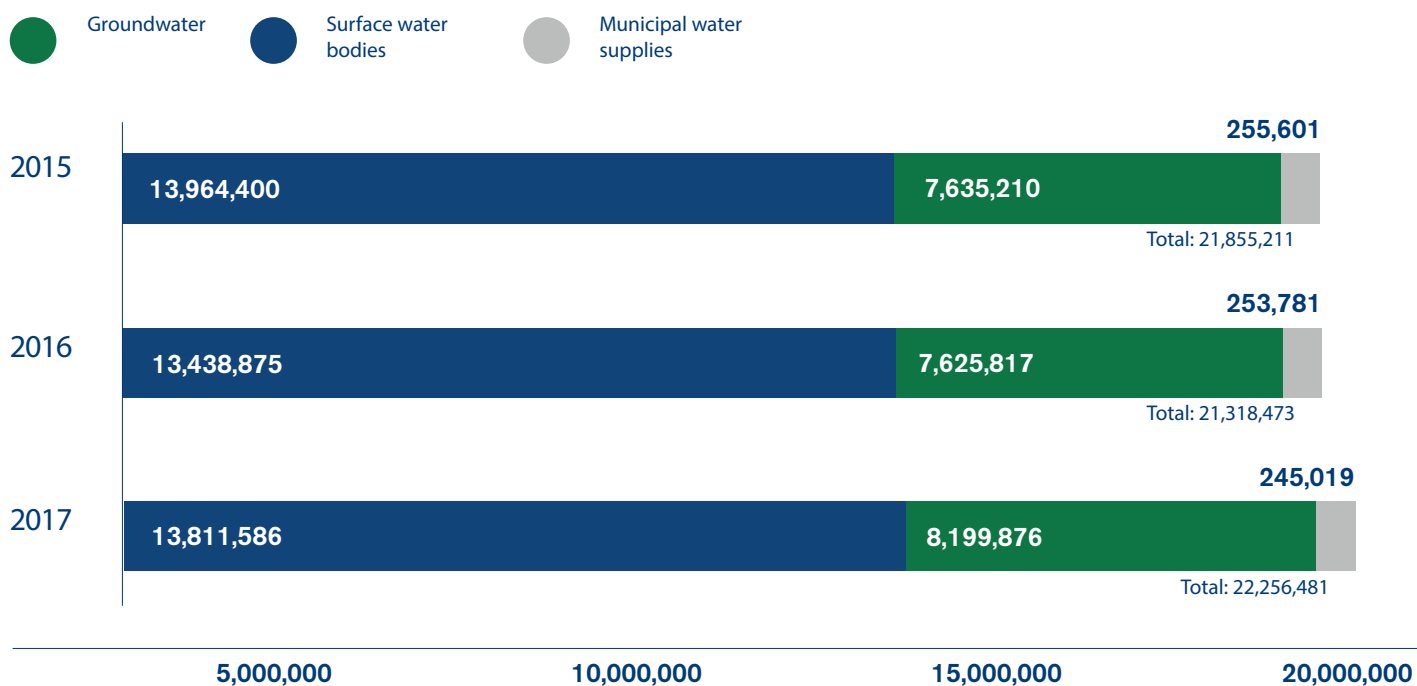 Groundwater
Surface water
bodies
Municipal water
supplies
255,601
2015
13,964,400
7,635,210
Total: 21,855,211
253,781
2016
13,438,875
7,625,817
Total: 21,318,473
245,019
2017
13,811,586
8,199,876
Total: 22,256,481
5,000,000
10,000,000
15,000,000
20,000,000